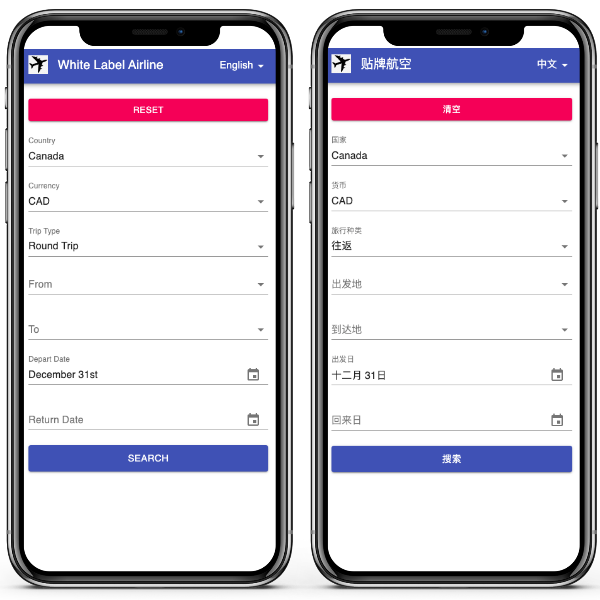 White Label Airline
English
RESET
Country
Canada
Currency
CAD
Trip Type
Round Trip
From
To
Depart Date
December 31st
Return Date
SEARCH
贴牌航空
中文
清空
国家
Canada
货币
CAD
旅行种类
往返
出发地
到达地
出发日
十二月 31日
回来日
搜索